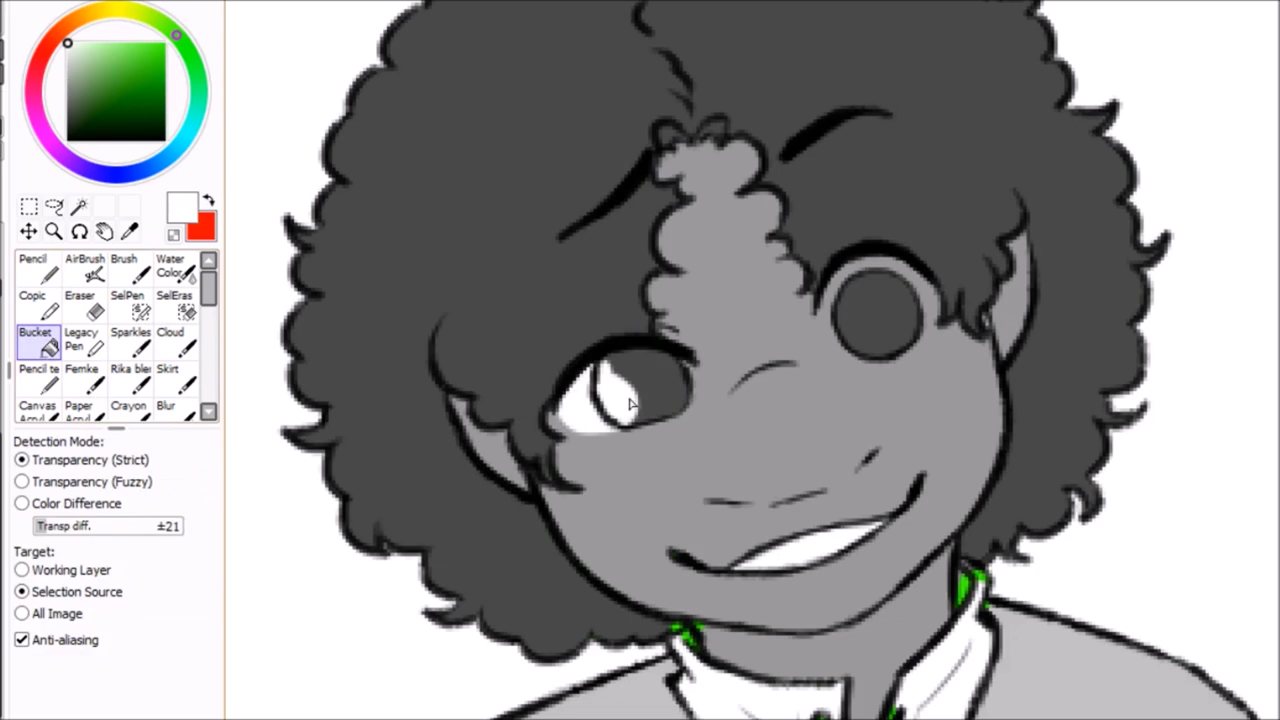 Pencil AirBrush Brush Water Color
Copic Eraser SelPen SelEras
Bucket Legacy Pen Sparkles Cloud
Pencil te Femke Rika ble Skirt
Canvas Paper Crayon Blur
Acryl Acryl
Detection Mode:
Transparency (Strict)
Transparency (Fuzzy)
Color Difference
Transp diff. ±21
Target:
Working Layer
Selection Source
All Image
Anti-aliasing